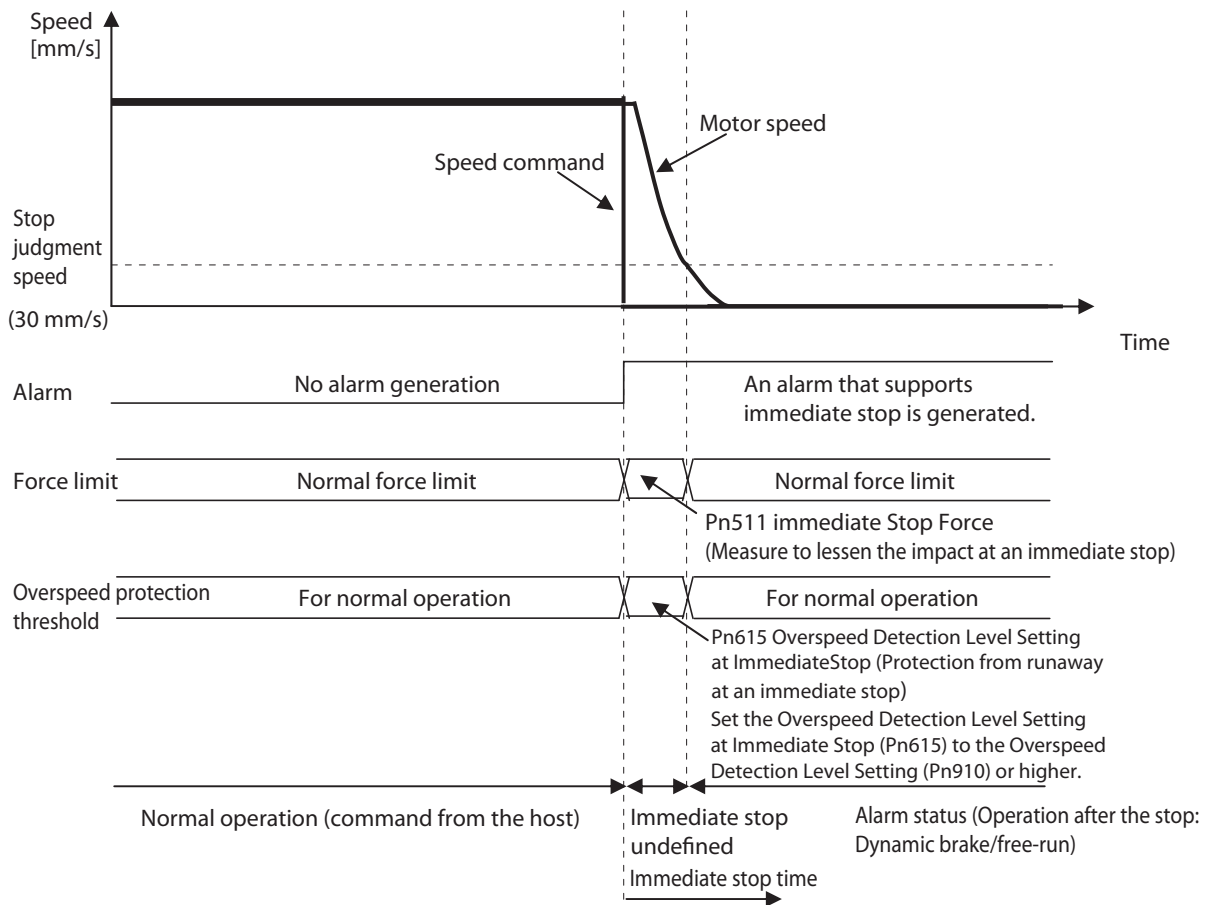 Speed
[mm/s]
Motor speed
Speed command
Stop
judgment
speed
(30 mm/s)
Time
Alarm
No alarm generation
An alarm that supports
immediate stop is generated.
Force limit
Normal force limit
Normal force limit
Pn511 immediate Stop Force
(Measure to lessen the impact at an immediate stop)
Overspeed protection
threshold
For normal operation
For normal operation
Pn615 Overspeed Detection Level Setting
at ImmediateStop (Protection from runaway
at an immediate stop)
Set the Overspeed Detection Level Setting
at Immediate Stop (Pn615) to the Overspeed
Detection Level Setting (Pn910) or higher.
Normal operation (command from the host)
Immediate stop
undefined
Immediate stop time
Alarm status (Operation after the stop:
Dynamic brake/free-run)